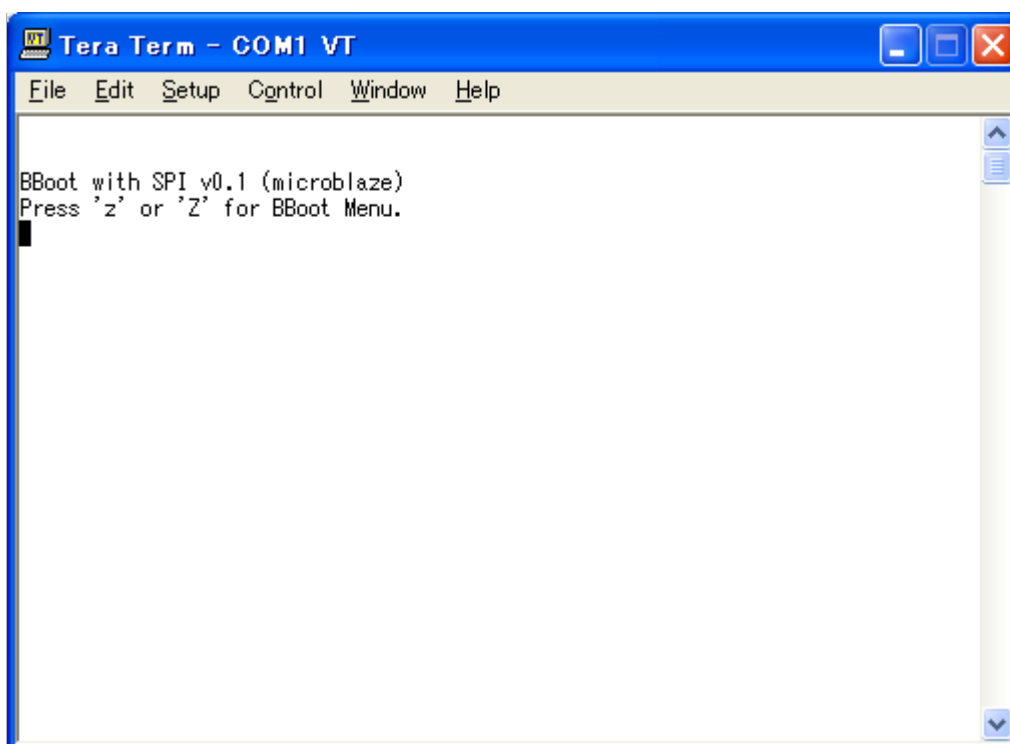 Tera Term - COM1 VT
File Edit Setup Control Window Help
BBoot with SPI v0.1 (microblaze)
Press 'z' or 'Z' for BBoot Menu.